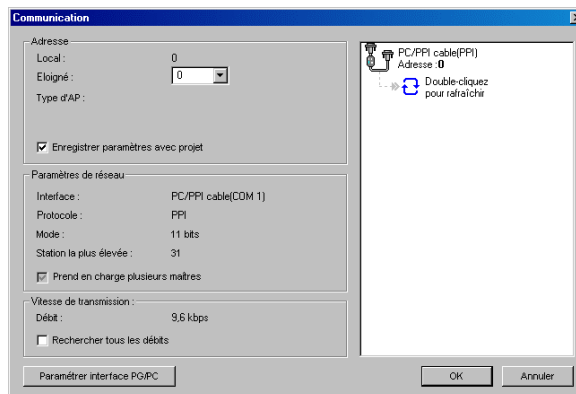 Communication
Adresse
Local : 0
Eloigné : 0
Type d'AP :
Enregistrer paramètres avec projet
Paramètres de réseau
Interface : PC/PPI cable(COM 1)
Protocole : PPI
Mode : 11 bits
Station la plus élevée : 31
Prend en charge plusieurs maîtres
Vitesse de transmission :
Débit : 9,6 kbps
Rechercher tous les débits
Paramétrer interface PG/PC
PC/PPI cable(PPI)
Adresse :0
Double-cliquez
pour rafraîchir
OK Annuler